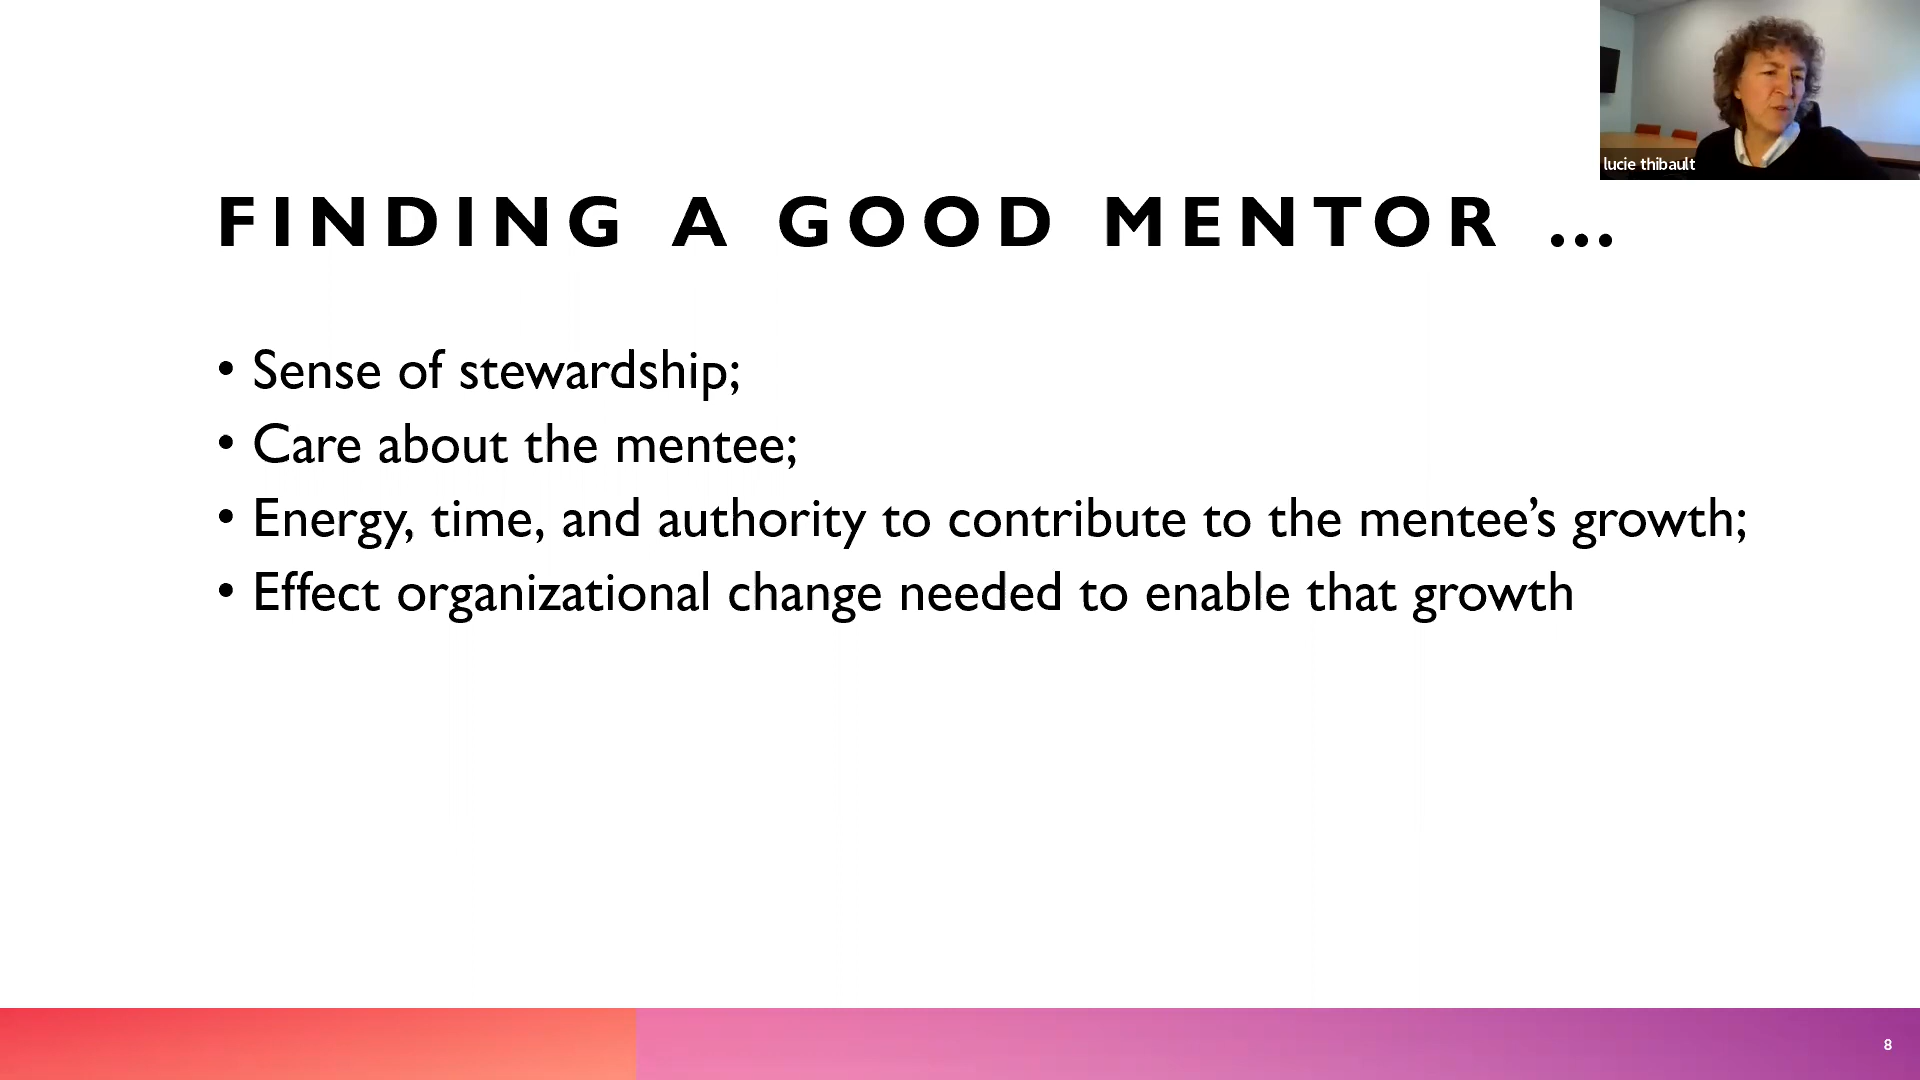 lucie thibault
FINDING A GOOD MENTOR ...
• Sense of stewardship;
• Care about the mentee;
• Energy, time, and authority to contribute to the mentee’s growth;
• Effect organizational change needed to enable that growth
8